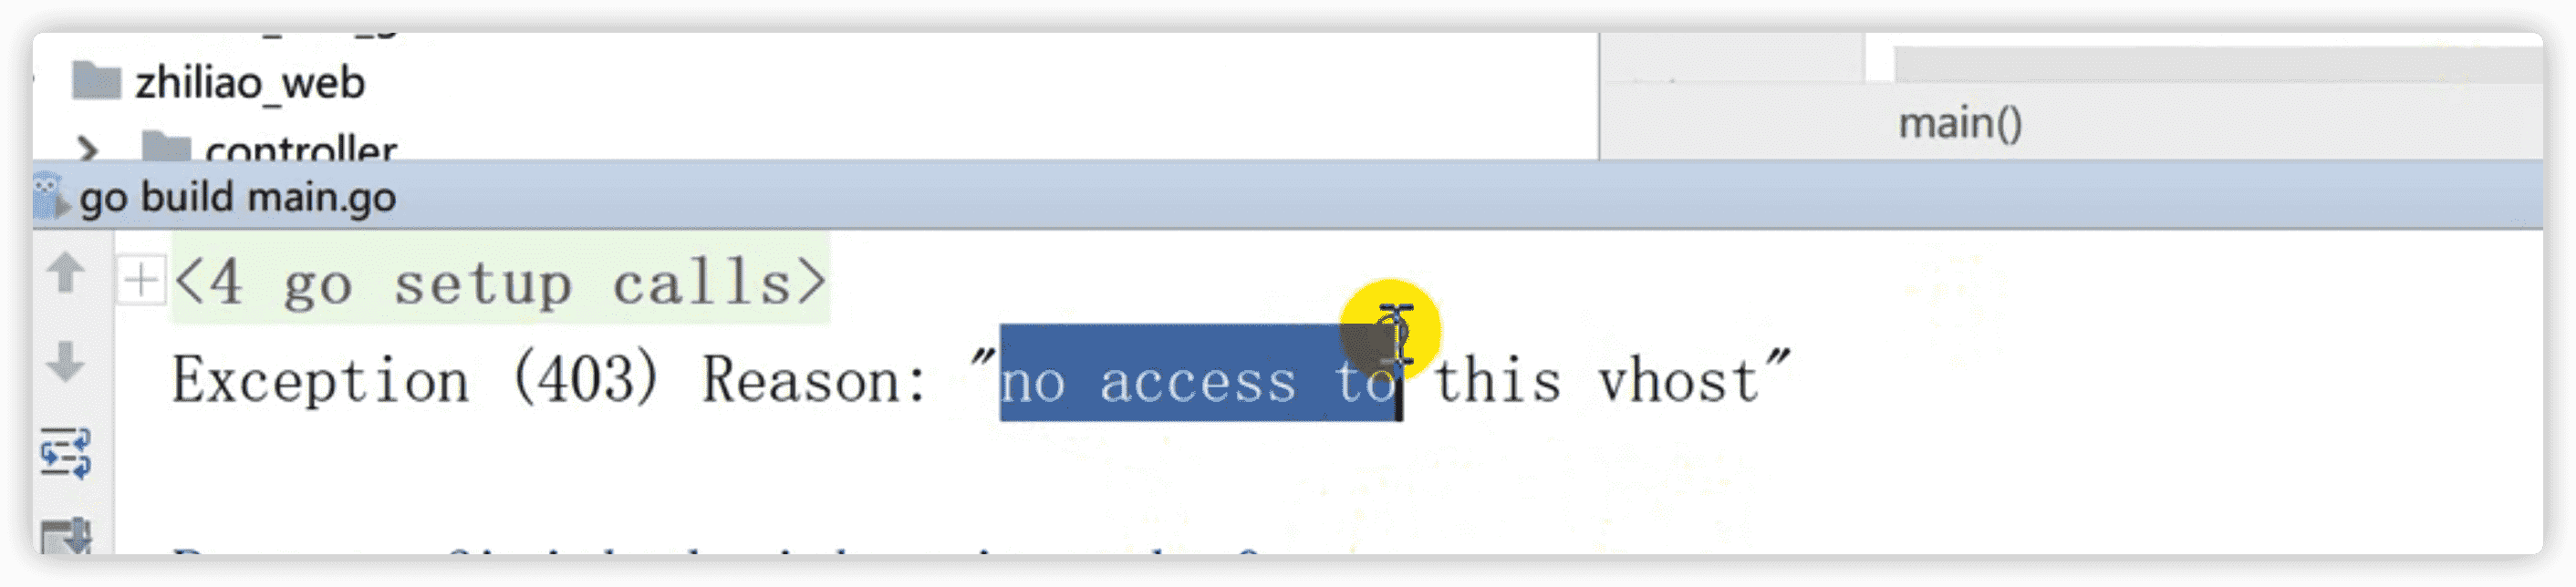 zhiliao_web
controller
main()
go build main.go
<4 go setup calls>
Exception (403) Reason: "no access to this vhost"